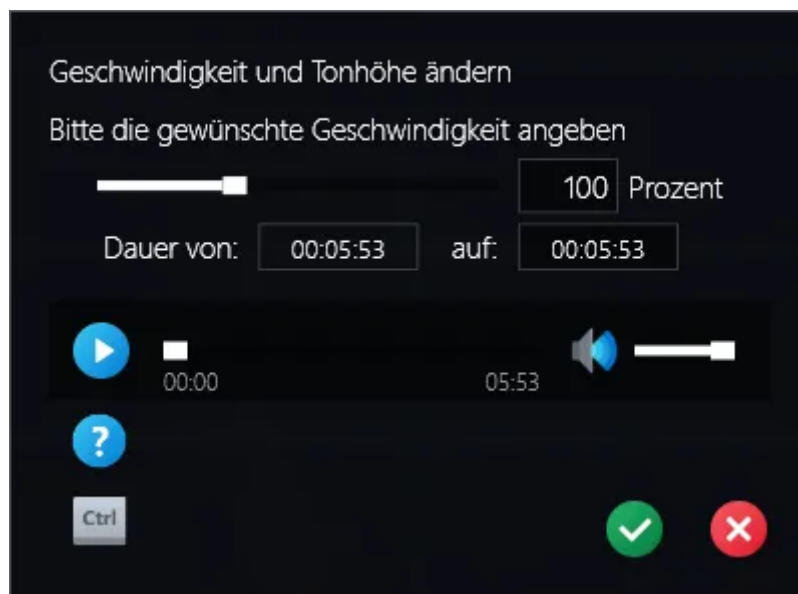 Geschwindigkeit und Tonhöhe ändern
Bitte die gewünschte Geschwindigkeit angeben
100 Prozent
Dauer von: 00:05:53 auf: 00:05:53
00:00 05:53
?
Ctrl